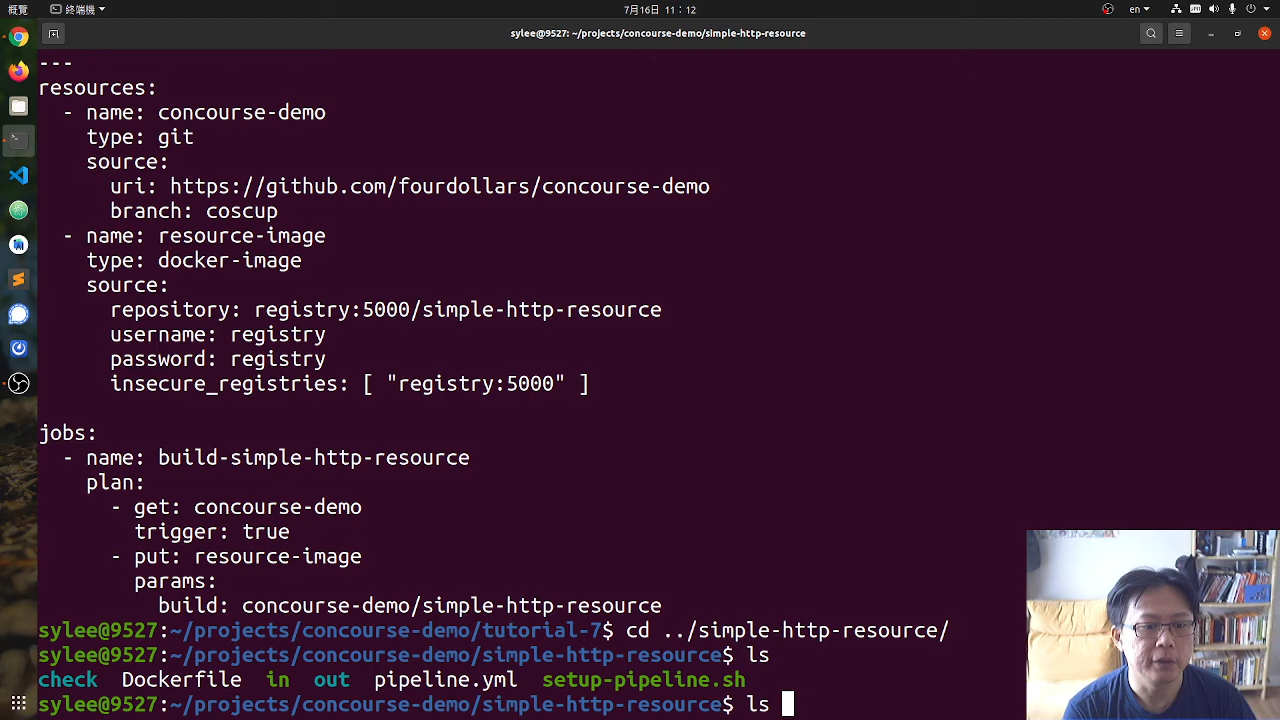 概覧 終端機
7月16日 11:12
en
sylee@9527: ~/projects/concourse-demo/simple-http-resource
---
resources:
  - name: concourse-demo
    type: git
    source:
      uri: https://github.com/fourdollars/concourse-demo
      branch: coscup
  - name: resource-image
    type: docker-image
    source:
      repository: registry:5000/simple-http-resource
      username: registry
      password: registry
      insecure_registries: [ "registry:5000" ]
jobs:
  - name: build-simple-http-resource
    plan:
      - get: concourse-demo
        trigger: true
      - put: resource-image
        params:
          build: concourse-demo/simple-http-resource
sylee@9527:~/projects/concourse-demo/tutorial-7$ cd ../simple-http-resource/
sylee@9527:~/projects/concourse-demo/simple-http-resource$ ls
check  Dockerfile  in  out  pipeline.yml  setup-pipeline.sh
sylee@9527:~/projects/concourse-demo/simple-http-resource$ ls